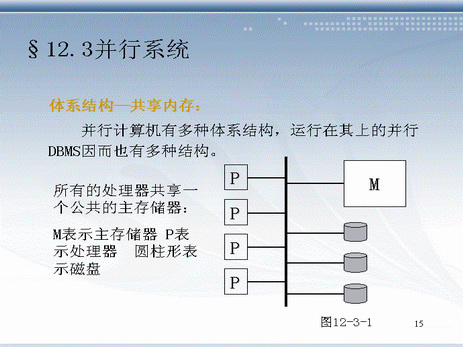 §12.3并行系统
体系结构—共享内存：
并行计算机有多种体系结构，运行在其上的并行
DBMS因而也有多种结构。
所有的处理器共享一
个公共的主存储器：
M表示主存储器 P表
示处理器 圆柱形表
示磁盘
P
M
P
P
P
图12-3-1
15